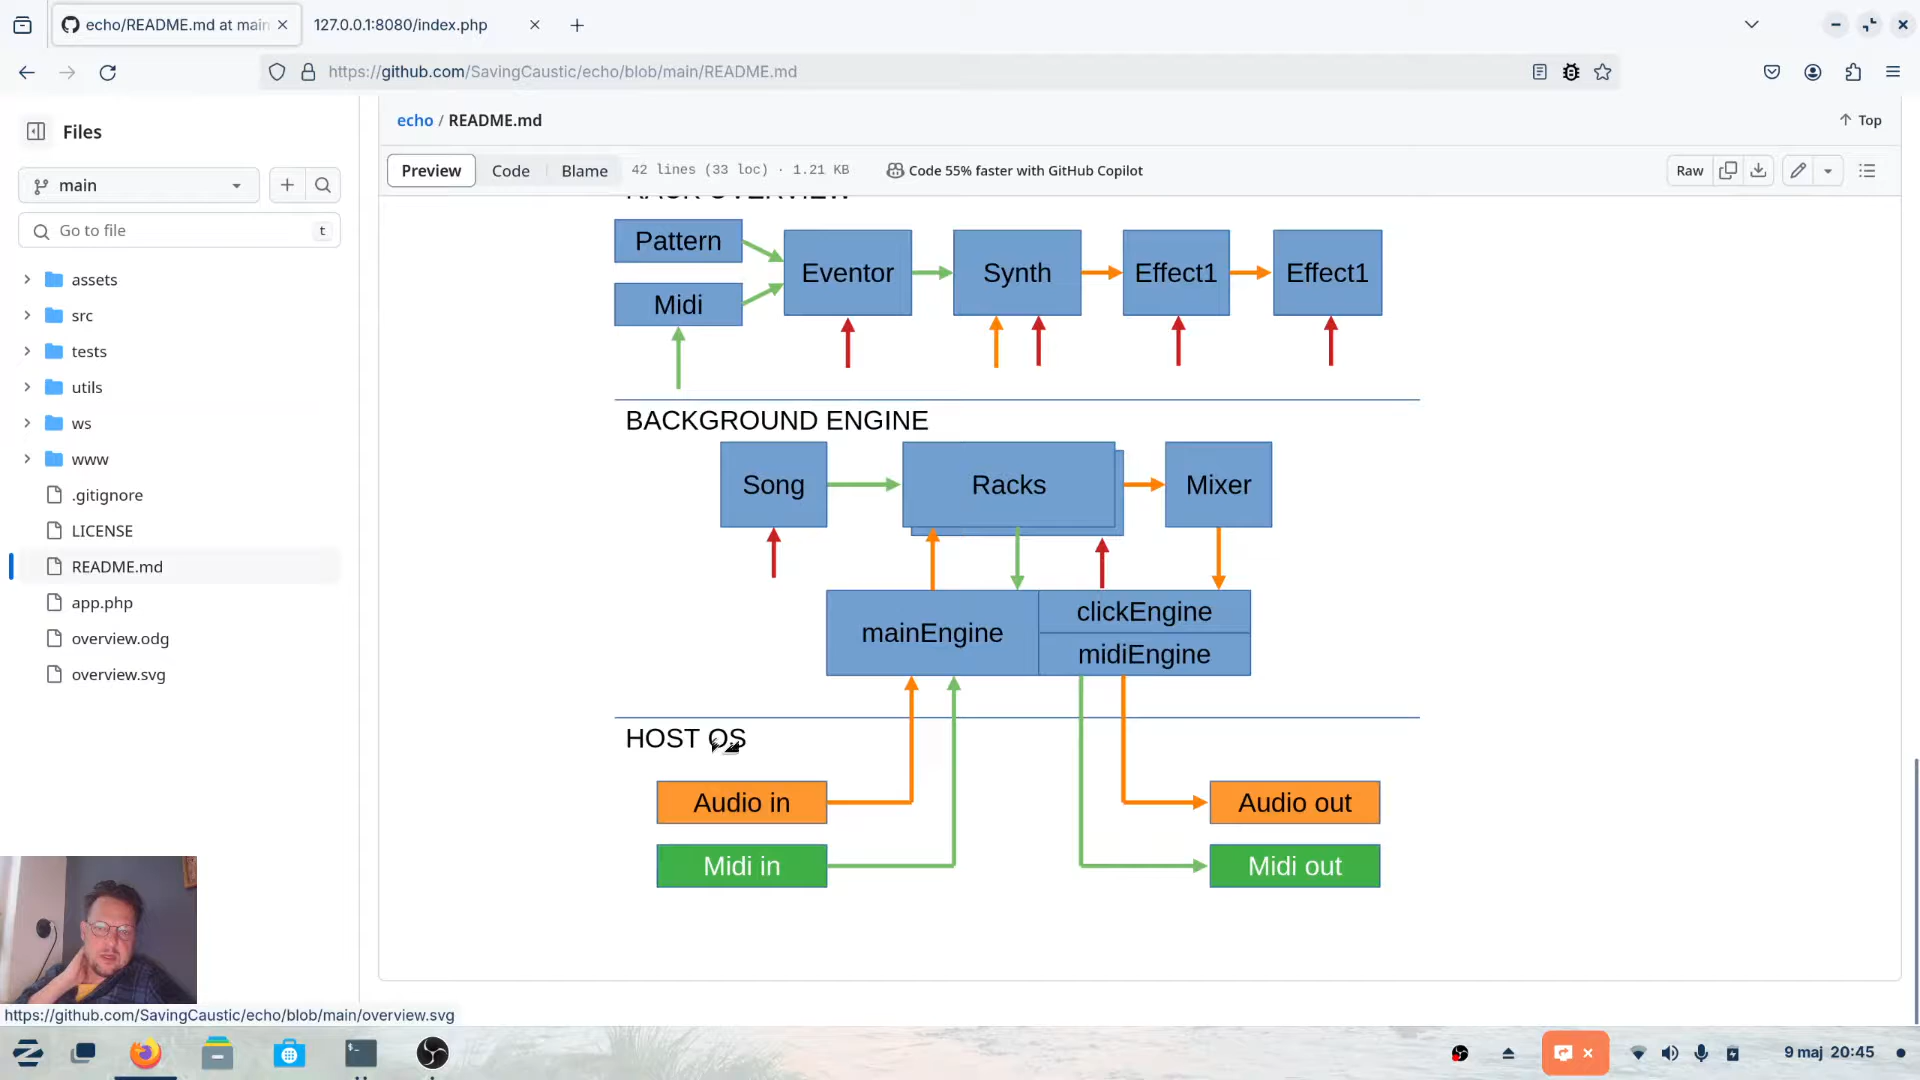 echo/README.md at main
127.0.0.1:8080/index.php
https://github.com/SavingCaustic/echo/blob/main/README.md
Files
echo / README.md
Top
main
Preview
Code
Blame
42 lines (33 loc) · 1.21 KB
Code 55% faster with GitHub Copilot
Raw
Go to file
t
assets
src
tests
utils
ws
www
.gitignore
LICENSE
README.md
app.php
overview.odg
overview.svg
RACK OVERVIEW
Pattern
Midi
Eventor
Synth
Effect1
Effect1
BACKGROUND ENGINE
Song
Racks
Mixer
mainEngine
clickEngine
midiEngine
HOST OS
Audio in
Audio out
Midi in
Midi out
https://github.com/SavingCaustic/echo/blob/main/overview.svg
9 maj 20:45